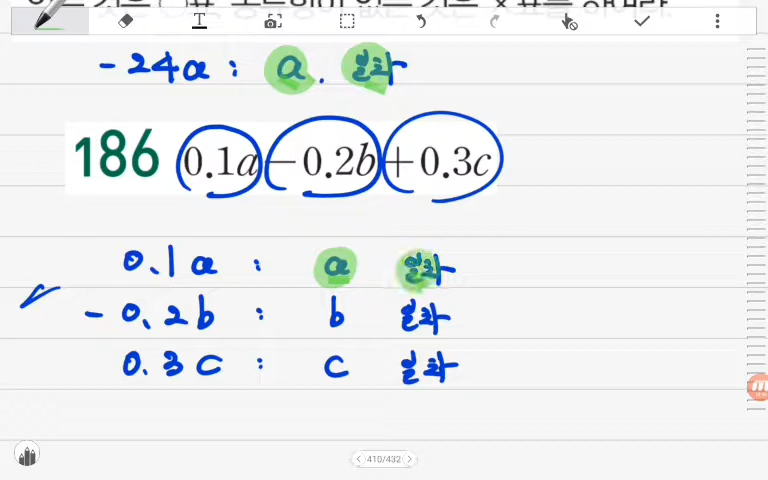 -24a : a. 일차
186 0.1a-0.2b+0.3c
0.1a : a 일차
-0.2b : b 일차
0.3c : c 일차
410/432